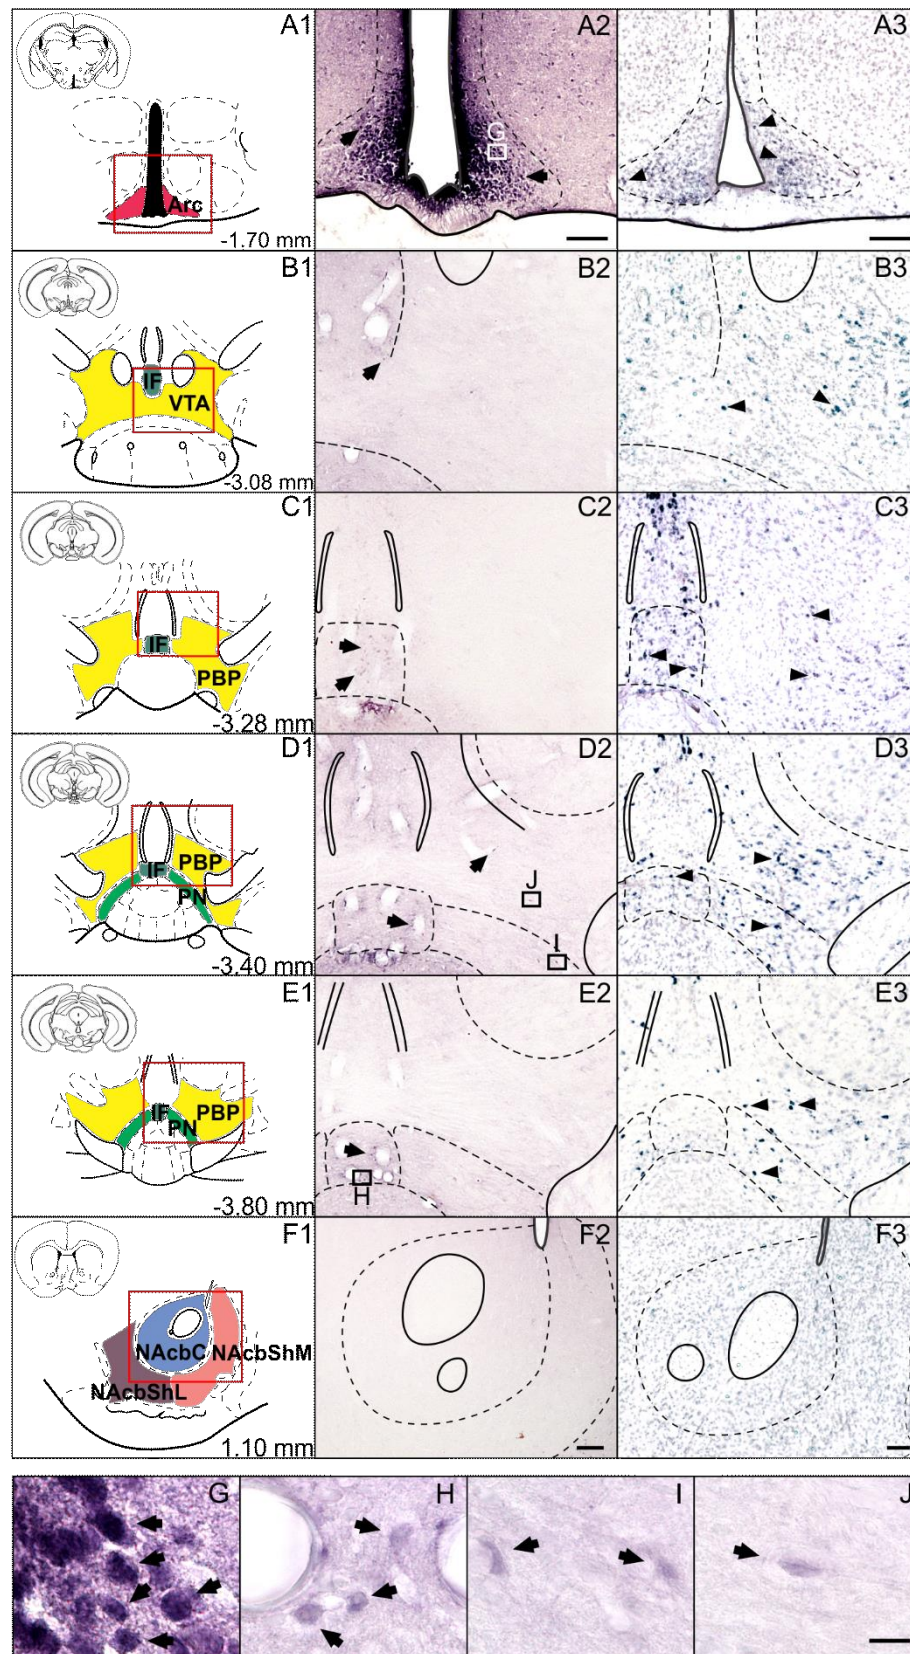 A1
A2
A3
G
Arc
-1.70 mm
B1
B2
B3
IF
VTA
-3.08 mm
C1
C2
C3
IF
PBP
-3.28 mm
D1
D2
D3
IF
PBP
PN
J
I
-3.40 mm
E1
E2
E3
IF
PBP
PN
H
-3.80 mm
F1
F2
F3
NAcbC
NAcbShM
NAcbShL
1.10 mm
G
H
I
J